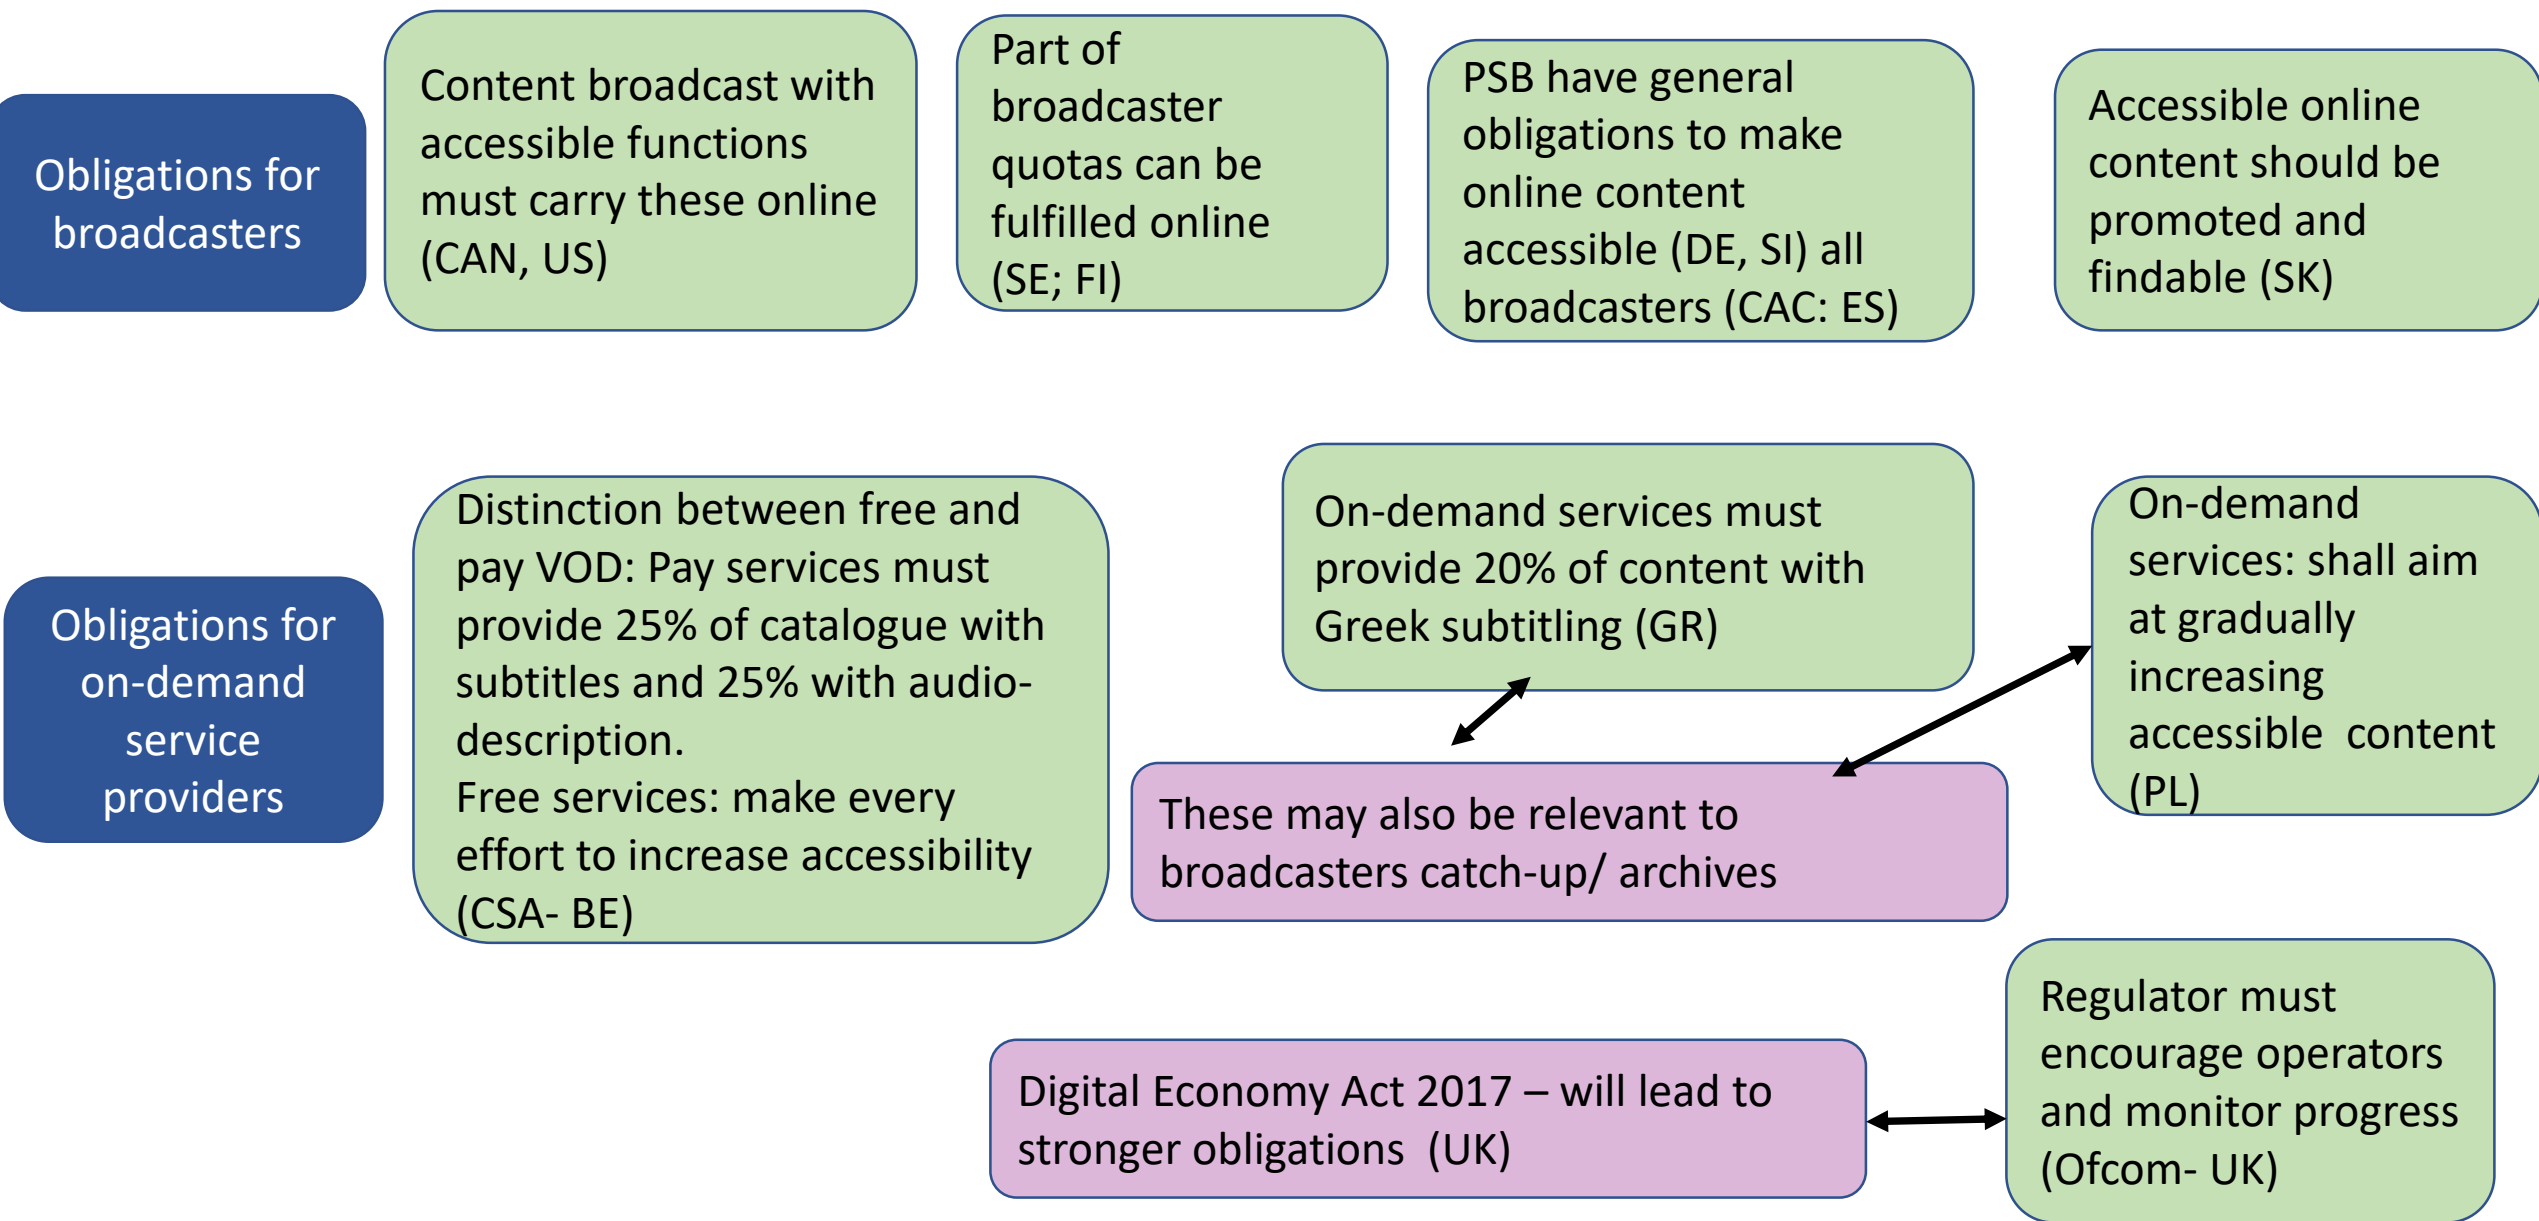 Obligations for
broadcasters
Content broadcast with
accessible functions
must carry these online
(CAN, US)
Part of
broadcaster
quotas can be
fulfilled online
(SE; FI)
PSB have general
obligations to make
online content
accessible (DE, SI) all
broadcasters (CAC: ES)
Accessible online
content should be
promoted and
findable (SK)
Obligations for
on-demand
service
providers
Distinction between free and
pay VOD: Pay services must
provide 25% of catalogue with
subtitles and 25% with audio-
description.
Free services: make every
effort to increase accessibility
(CSA- BE)
On-demand services must
provide 20% of content with
Greek subtitling (GR)
On-demand
services: shall aim
at gradually
increasing
accessible  content
(PL)
These may also be relevant to
broadcasters catch-up/ archives
Digital Economy Act 2017 – will lead to
stronger obligations  (UK)
Regulator must
encourage operators
and monitor progress
(Ofcom- UK)